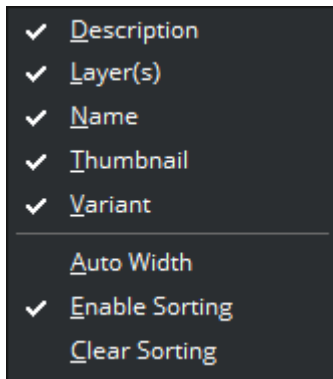 Description
Layer(s)
Name
Thumbnail
Variant
Auto Width
Enable Sorting
Clear Sorting